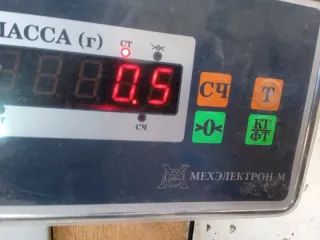 МАССА (г)
СТ >0<
0.5
СЧ
СЧ Т
>0< КГ ФТ
МЕХЭЛЕКТРОН-М